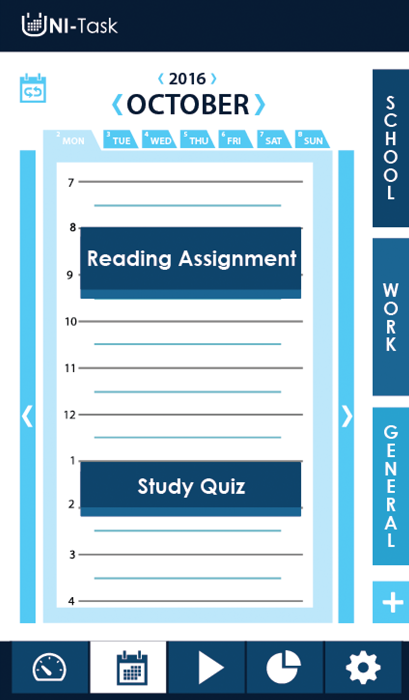 UNI-Task
2016
OCTOBER
2 MON 3 TUE 4 WED 5 THU 6 FRI 7 SAT 8 SUN
7
8
Reading Assignment
9
10
11
12
1
Study Quiz
2
3
4
SCHOOL
WORK
GENERAL
+